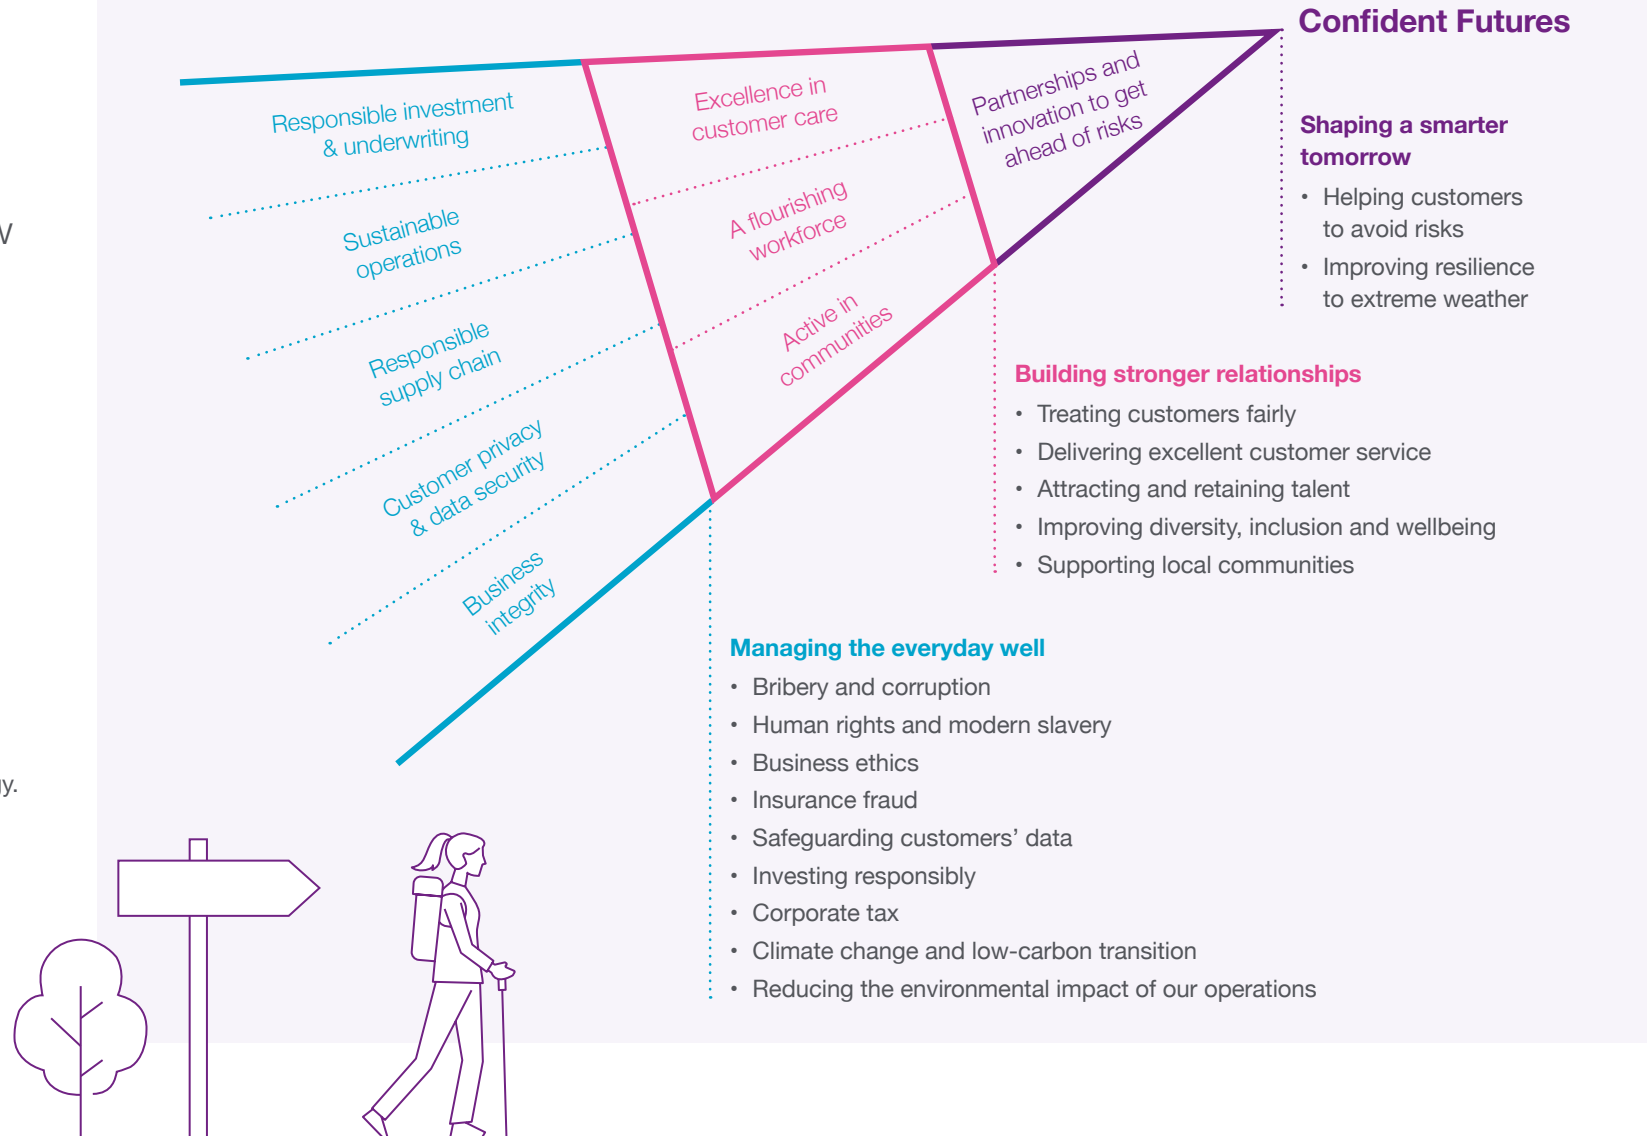 Confident Futures
Responsible investment
& underwriting
Sustainable
operations
Responsible
supply chain
Customer privacy
& data security
Business
integrity
Excellence in
customer care
A flourishing
workforce
Active in
communities
Partnerships and
innovation to get
ahead of risks
Shaping a smarter
tomorrow
• Helping customers
to avoid risks
• Improving resilience
to extreme weather
Building stronger relationships
• Treating customers fairly
• Delivering excellent customer service
• Attracting and retaining talent
• Improving diversity, inclusion and wellbeing
• Supporting local communities
Managing the everyday well
• Bribery and corruption
• Human rights and modern slavery
• Business ethics
• Insurance fraud
• Safeguarding customers’ data
• Investing responsibly
• Corporate tax
• Climate change and low-carbon transition
• Reducing the environmental impact of our operations